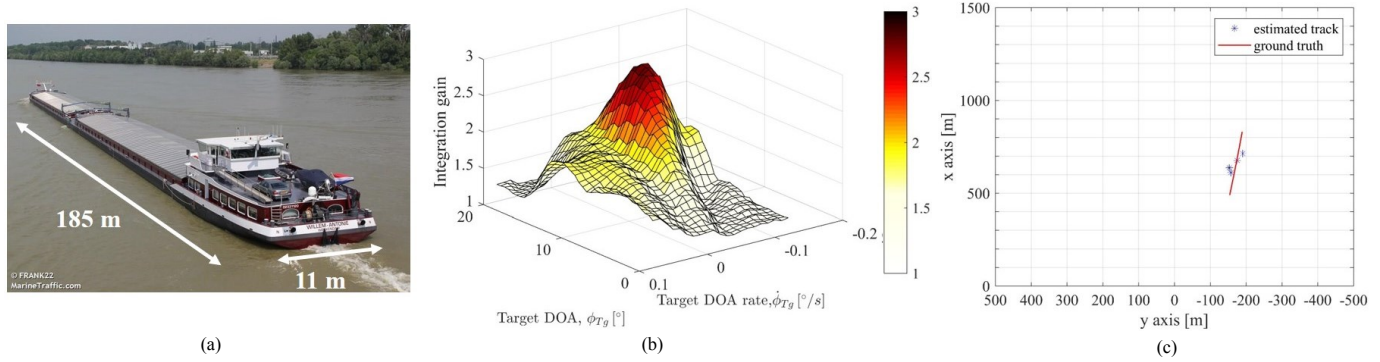 185 m
11 m
WILLEM-ANTONIE
© FRANK22
MarineTraffic.com
(a)
Integration gain
3
2.5
2
1.5
1
20
10
0
0.1
0
-0.1
-0.2
Target DOA, ϕ_Tg [°]
Target DOA rate, ϕ̇_Tg [°/s]
3
2.5
2
1.5
1
(b)
estimated track
ground truth
x axis [m]
1500
1000
500
0
500 400 300 200 100 0 -100 -200 -300 -400 -500
y axis [m]
(c)